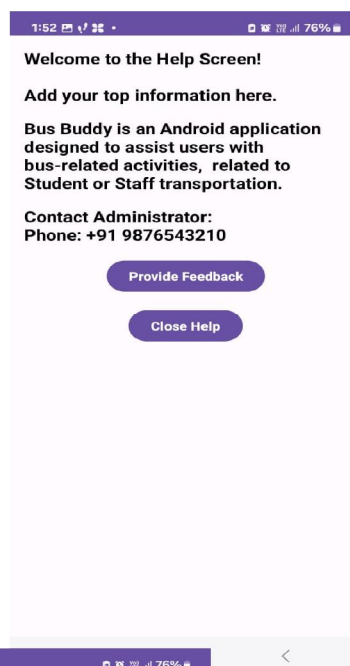 1:52 76%
Welcome to the Help Screen!
Add your top information here.
Bus Buddy is an Android application
designed to assist users with
bus-related activities, related to
Student or Staff transportation.
Contact Administrator:
Phone: +91 9876543210
Provide Feedback
Close Help
76%